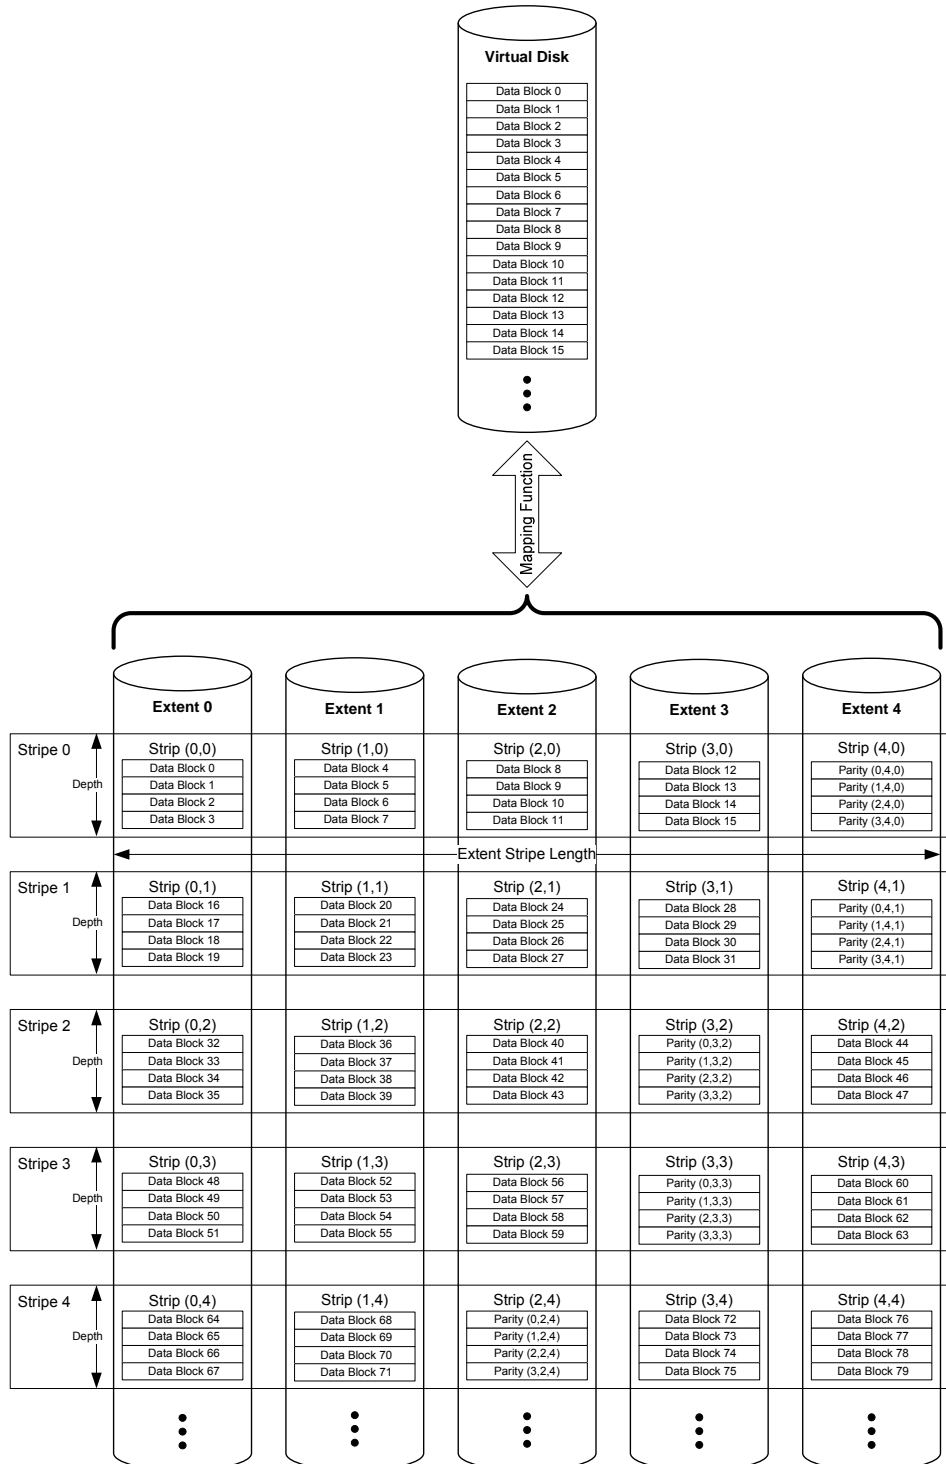 Virtual Disk
Data Block 0
Data Block 1
Data Block 2
Data Block 3
Data Block 4
Data Block 5
Data Block 6
Data Block 7
Data Block 8
Data Block 9
Data Block 10
Data Block 11
Data Block 12
Data Block 13
Data Block 14
Data Block 15
Mapping Function
Extent 0
Extent 1
Extent 2
Extent 3
Extent 4
Stripe 0
Depth
Strip (0,0)
Data Block 0
Data Block 1
Data Block 2
Data Block 3
Strip (1,0)
Data Block 4
Data Block 5
Data Block 6
Data Block 7
Strip (2,0)
Data Block 8
Data Block 9
Data Block 10
Data Block 11
Strip (3,0)
Data Block 12
Data Block 13
Data Block 14
Data Block 15
Strip (4,0)
Parity (0,4,0)
Parity (1,4,0)
Parity (2,4,0)
Parity (3,4,0)
Extent Stripe Length
Stripe 1
Depth
Strip (0,1)
Data Block 16
Data Block 17
Data Block 18
Data Block 19
Strip (1,1)
Data Block 20
Data Block 21
Data Block 22
Data Block 23
Strip (2,1)
Data Block 24
Data Block 25
Data Block 26
Data Block 27
Strip (3,1)
Data Block 28
Data Block 29
Data Block 30
Data Block 31
Strip (4,1)
Parity (0,4,1)
Parity (1,4,1)
Parity (2,4,1)
Parity (3,4,1)
Stripe 2
Depth
Strip (0,2)
Data Block 32
Data Block 33
Data Block 34
Data Block 35
Strip (1,2)
Data Block 36
Data Block 37
Data Block 38
Data Block 39
Strip (2,2)
Data Block 40
Data Block 41
Data Block 42
Data Block 43
Strip (3,2)
Parity (0,3,2)
Parity (1,3,2)
Parity (2,3,2)
Parity (3,3,2)
Strip (4,2)
Data Block 44
Data Block 45
Data Block 46
Data Block 47
Stripe 3
Depth
Strip (0,3)
Data Block 48
Data Block 49
Data Block 50
Data Block 51
Strip (1,3)
Data Block 52
Data Block 53
Data Block 54
Data Block 55
Strip (2,3)
Data Block 56
Data Block 57
Data Block 58
Data Block 59
Strip (3,3)
Parity (0,3,3)
Parity (1,3,3)
Parity (2,3,3)
Parity (3,3,3)
Strip (4,3)
Data Block 60
Data Block 61
Data Block 62
Data Block 63
Stripe 4
Depth
Strip (0,4)
Data Block 64
Data Block 65
Data Block 66
Data Block 67
Strip (1,4)
Data Block 68
Data Block 69
Data Block 70
Data Block 71
Strip (2,4)
Parity (0,2,4)
Parity (1,2,4)
Parity (2,2,4)
Parity (3,2,4)
Strip (3,4)
Data Block 72
Data Block 73
Data Block 74
Data Block 75
Strip (4,4)
Data Block 76
Data Block 77
Data Block 78
Data Block 79